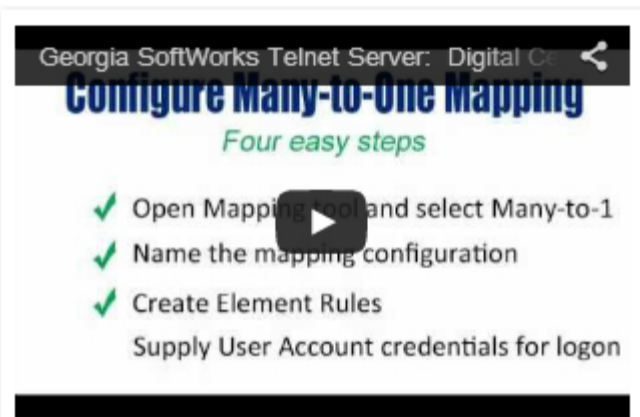 Georgia SoftWorks Telnet Server: Digital
Configure Many-to-One Mapping
Four easy steps
Open Mapping tool and select Many-to-1
Name the mapping configuration
Create Element Rules
Supply User Account credentials for logon